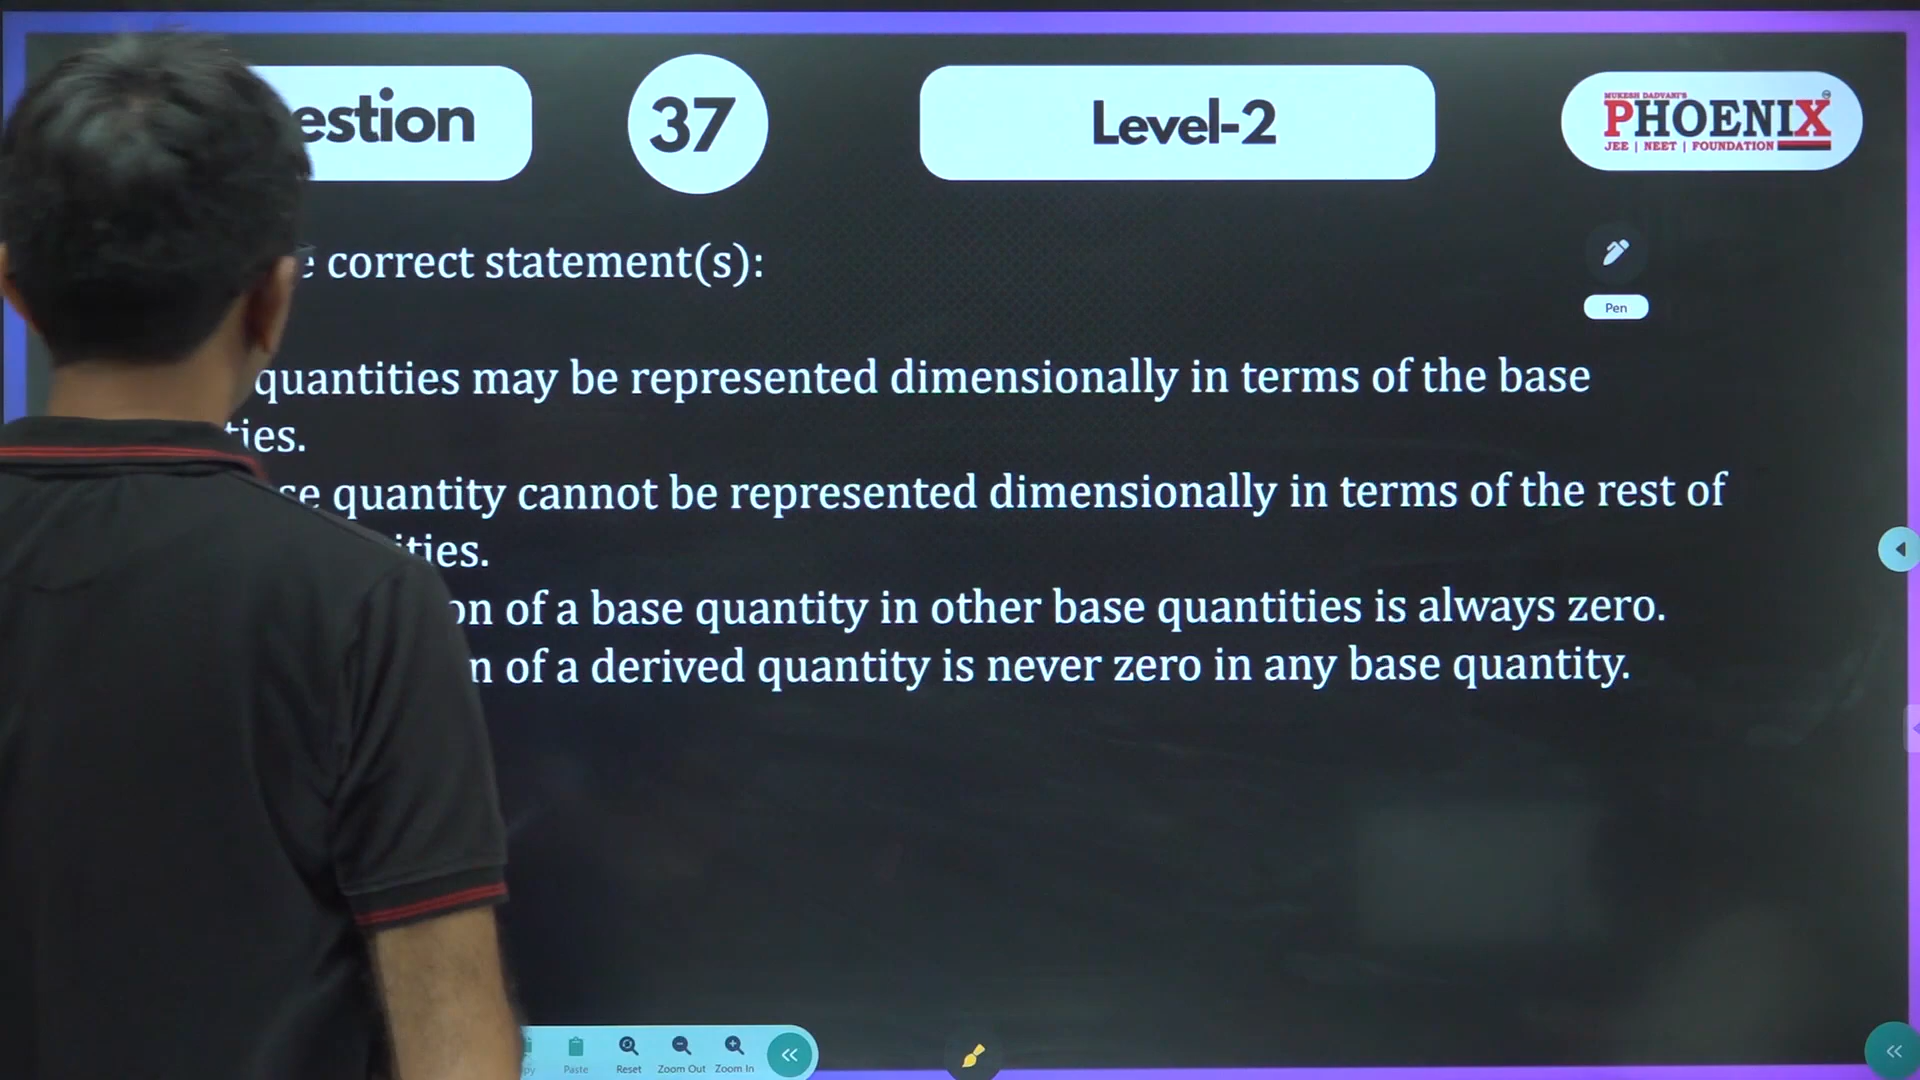 estion
37
Level-2
MUKESH DADVANI'S
PHOENIX
JEE | NEET | FOUNDATION
correct statement(s):
Pen
quantities may be represented dimensionally in terms of the base
ties.
se quantity cannot be represented dimensionally in terms of the rest of
ities.
on of a base quantity in other base quantities is always zero.
n of a derived quantity is never zero in any base quantity.
Paste
Reset
Zoom Out
Zoom In